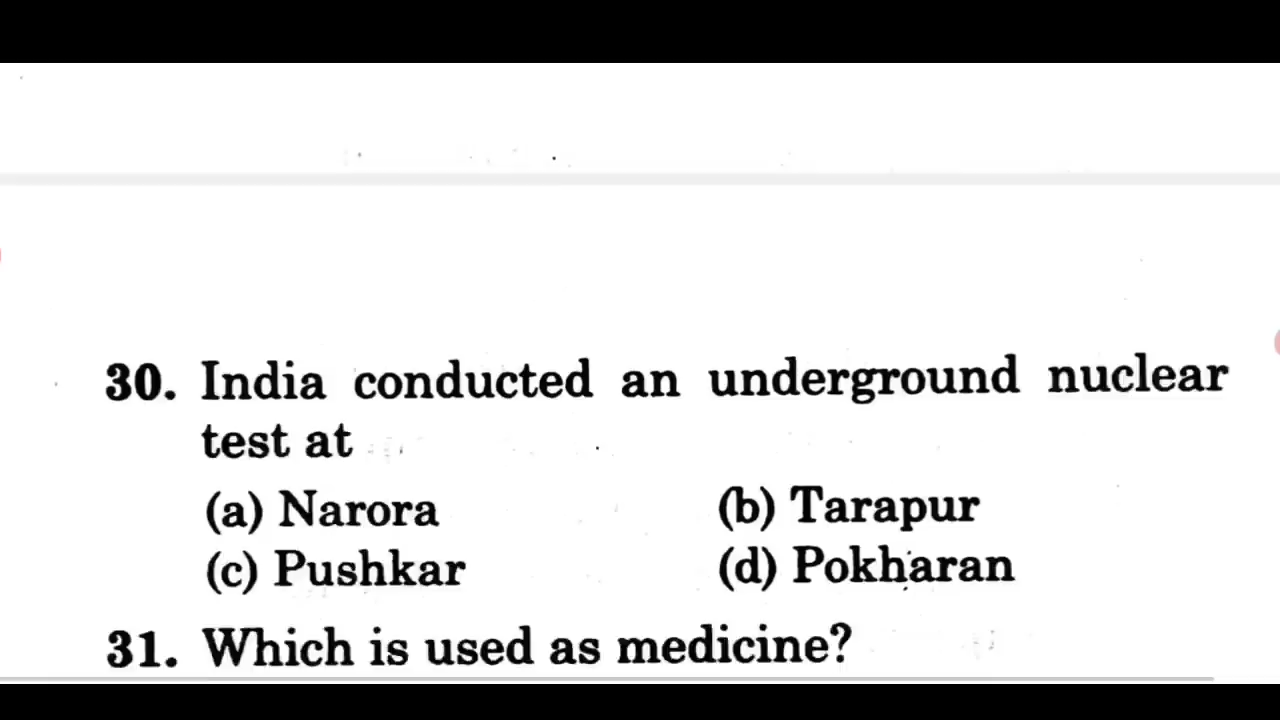 30. India conducted an underground nuclear
test at
(a) Narora (b) Tarapur
(c) Pushkar (d) Pokharan
31. Which is used as medicine?